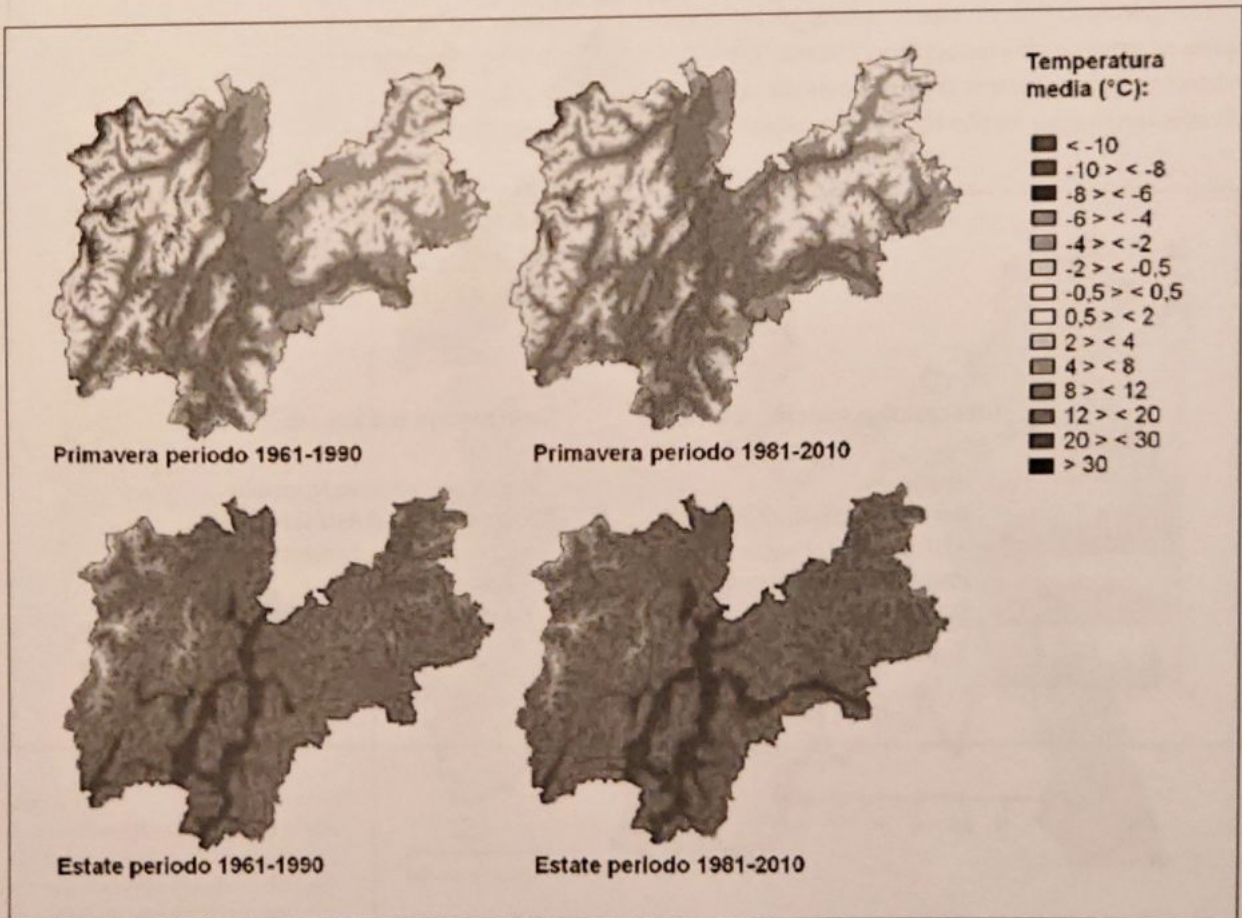 Temperatura
media (°C):
< -10
-10 > < -8
-8 > < -6
-6 > < -4
-4 > < -2
-2 > < -0,5
-0,5 > < 0,5
0,5 > < 2
2 > < 4
4 > < 8
8 > < 12
12 > < 20
20 > < 30
> 30
Primavera periodo 1961-1990
Primavera periodo 1981-2010
Estate periodo 1961-1990
Estate periodo 1981-2010